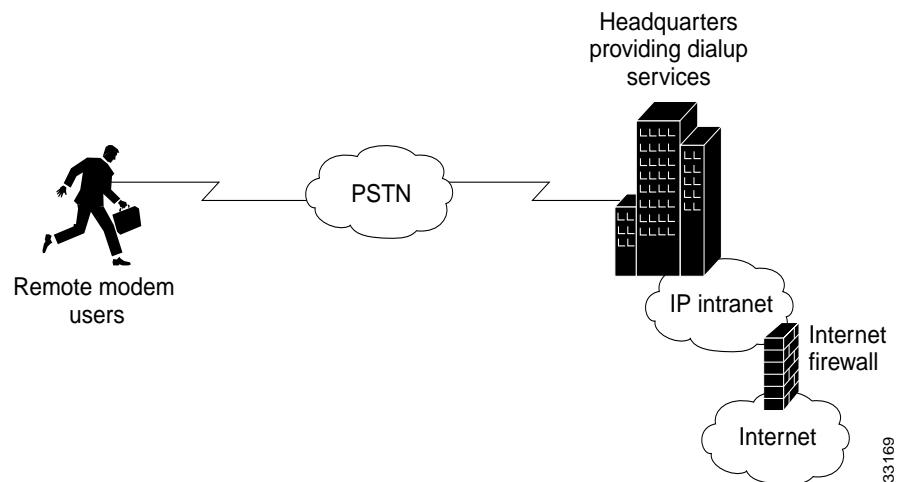 Headquarters
providing dialup
services
PSTN
Remote modem
users
IP intranet
Internet
firewall
Internet
33169